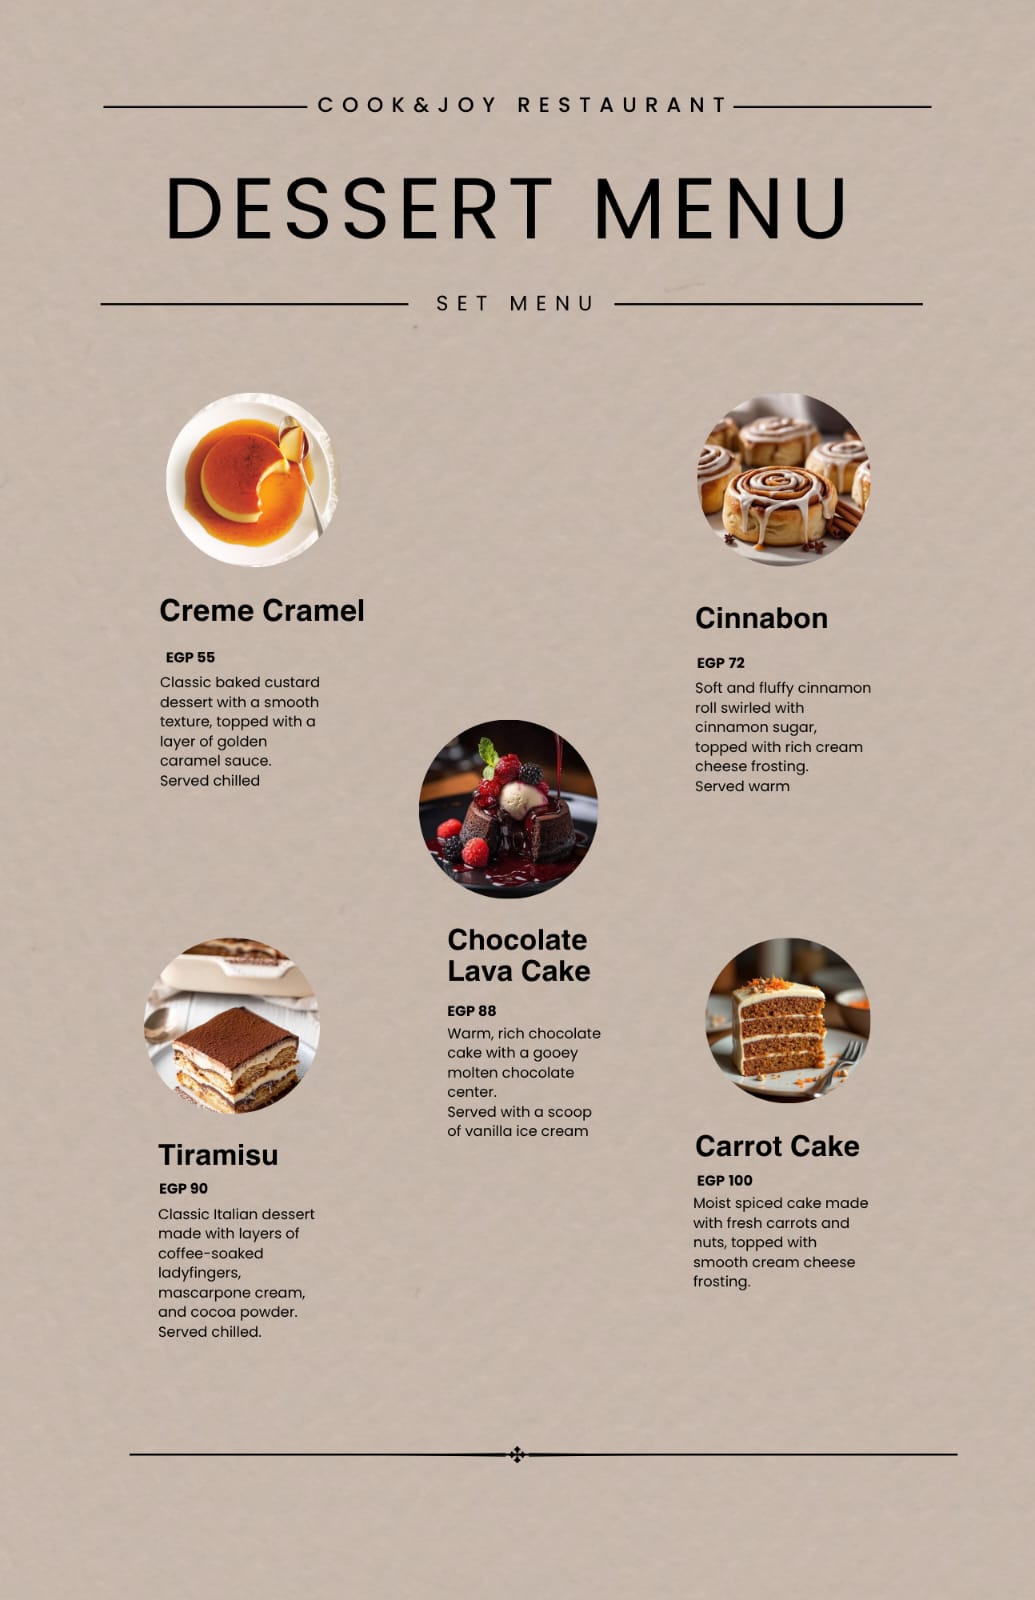 COOK&JOY RESTAURANT
DESSERT MENU
SET MENU
Creme Cramel
EGP 55
Classic baked custard
dessert with a smooth
texture, topped with a
layer of golden
caramel sauce.
Served chilled
Cinnabon
EGP 72
Soft and fluffy cinnamon
roll swirled with
cinnamon sugar,
topped with rich cream
cheese frosting.
Served warm
Chocolate
Lava Cake
EGP 88
Warm, rich chocolate
cake with a gooey
molten chocolate
center.
Served with a scoop
of vanilla ice cream
Tiramisu
EGP 90
Classic Italian dessert
made with layers of
coffee-soaked
ladyfingers,
mascarpone cream,
and cocoa powder.
Served chilled.
Carrot Cake
EGP 100
Moist spiced cake made
with fresh carrots and
nuts, topped with
smooth cream cheese
frosting.